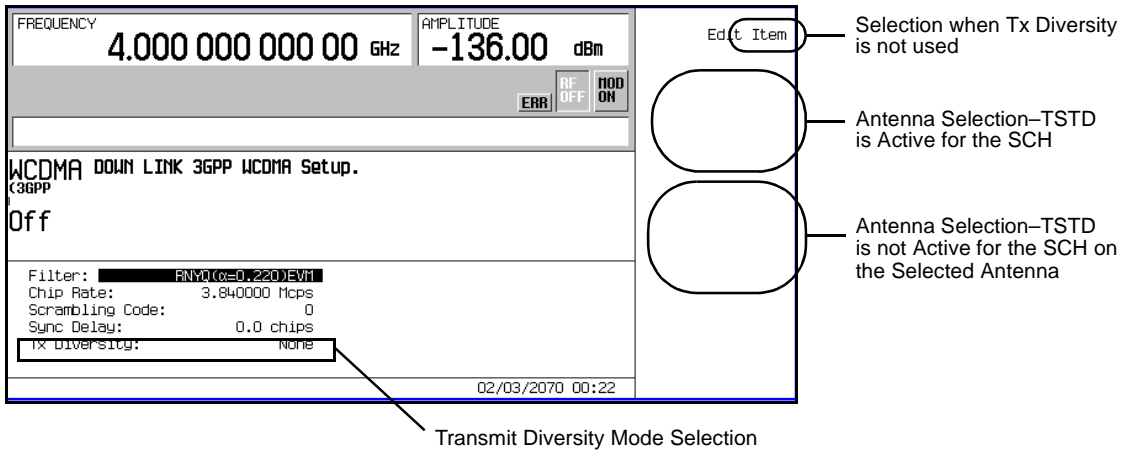 FREQUENCY
4.000 000 000 00 GHz
AMPLITUDE
-136.00 dBm
ERR
RF OFF
MOD ON
Edit Item
Selection when Tx Diversity
is not used
Antenna Selection–TSTD
is Active for the SCH
Antenna Selection–TSTD
is not Active for the SCH on
the Selected Antenna
WCDMA DOWN LINK 3GPP WCDMA Setup.
(3GPP
Off
Filter: RNYQ(α=0.220)EVM
Chip Rate: 3.840000 Mcps
Scrambling Code: 0
Sync Delay: 0.0 chips
Tx Diversity: None
02/03/2070 00:22
Transmit Diversity Mode Selection